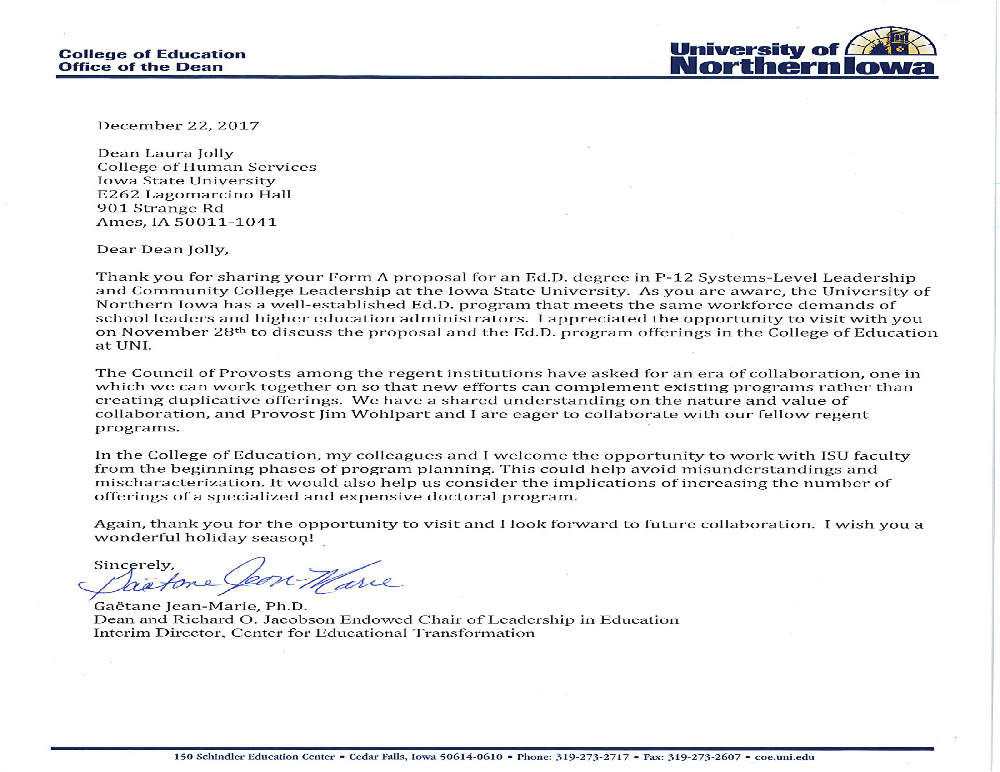 College of Education
Office of the Dean
University of
Northern Iowa
December 22, 2017
Dean Laura Jolly
College of Human Services
Iowa State University
E262 Lagomarcino Hall
901 Strange Rd
Ames, IA 50011-1041
Dear Dean Jolly,
Thank you for sharing your Form A proposal for an Ed.D. degree in P-12 Systems-Level Leadership
and Community College Leadership at the Iowa State University. As you are aware, the University of
Northern Iowa has a well-established Ed.D. program that meets the same workforce demands of
school leaders and higher education administrators. I appreciated the opportunity to visit with you
on November 28th to discuss the proposal and the Ed.D. program offerings in the College of Education
at UNI.
The Council of Provosts among the regent institutions have asked for an era of collaboration, one in
which we can work together on so that new efforts can complement existing programs rather than
creating duplicative offerings. We have a shared understanding on the nature and value of
collaboration, and Provost Jim Wohlpart and I are eager to collaborate with our fellow regent
programs.
In the College of Education, my colleagues and I welcome the opportunity to work with ISU faculty
from the beginning phases of program planning. This could help avoid misunderstandings and
mischaracterization. It would also help us consider the implications of increasing the number of
offerings of a specialized and expensive doctoral program.
Again, thank you for the opportunity to visit and I look forward to future collaboration. I wish you a
wonderful holiday season!
Sincerely,
Gaëtane Jean-Marie
Gaëtane Jean-Marie, Ph.D.
Dean and Richard O. Jacobson Endowed Chair of Leadership in Education
Interim Director, Center for Educational Transformation
150 Schindler Education Center • Cedar Falls, Iowa 50614-0610 • Phone: 319-273-2717 • Fax: 319-273-2607 • coe.uni.edu